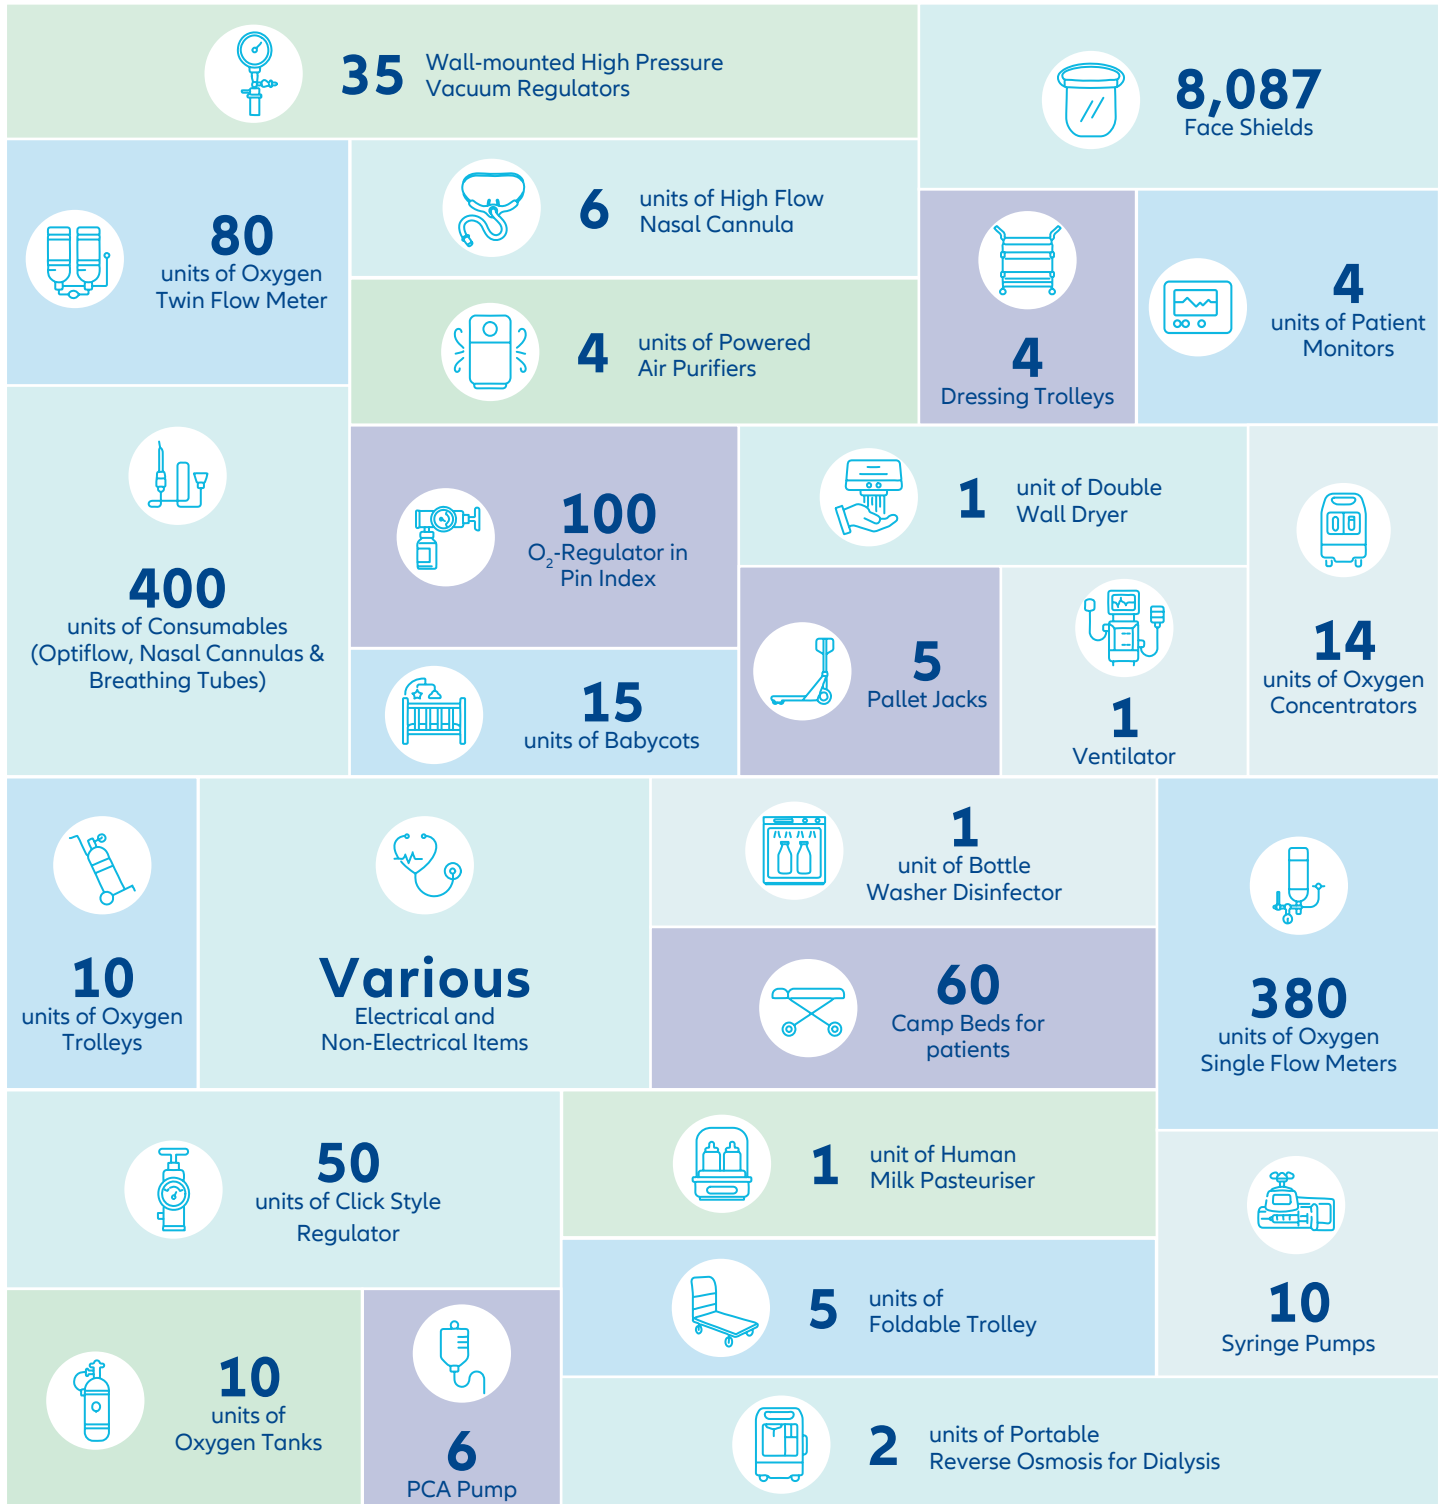 35
Wall-mounted High Pressure
Vacuum Regulators
8,087
Face Shields
80
units of Oxygen
Twin Flow Meter
6
units of High Flow
Nasal Cannula
4
units of Powered
Air Purifiers
4
Dressing Trolleys
4
units of Patient
Monitors
400
units of Consumables
(Optiflow, Nasal Cannulas &
Breathing Tubes)
100
O₂-Regulator in
Pin Index
15
units of Babycots
1
unit of Double
Wall Dryer
5
Pallet Jacks
1
Ventilator
14
units of Oxygen
Concentrators
10
units of Oxygen
Trolleys
Various
Electrical and
Non-Electrical Items
1
unit of Bottle
Washer Disinfector
60
Camp Beds for
patients
380
units of Oxygen
Single Flow Meters
50
units of Click Style
Regulator
1
unit of Human
Milk Pasteuriser
5
units of
Foldable Trolley
10
Syringe Pumps
10
units of
Oxygen Tanks
6
PCA Pump
2
units of Portable
Reverse Osmosis for Dialysis